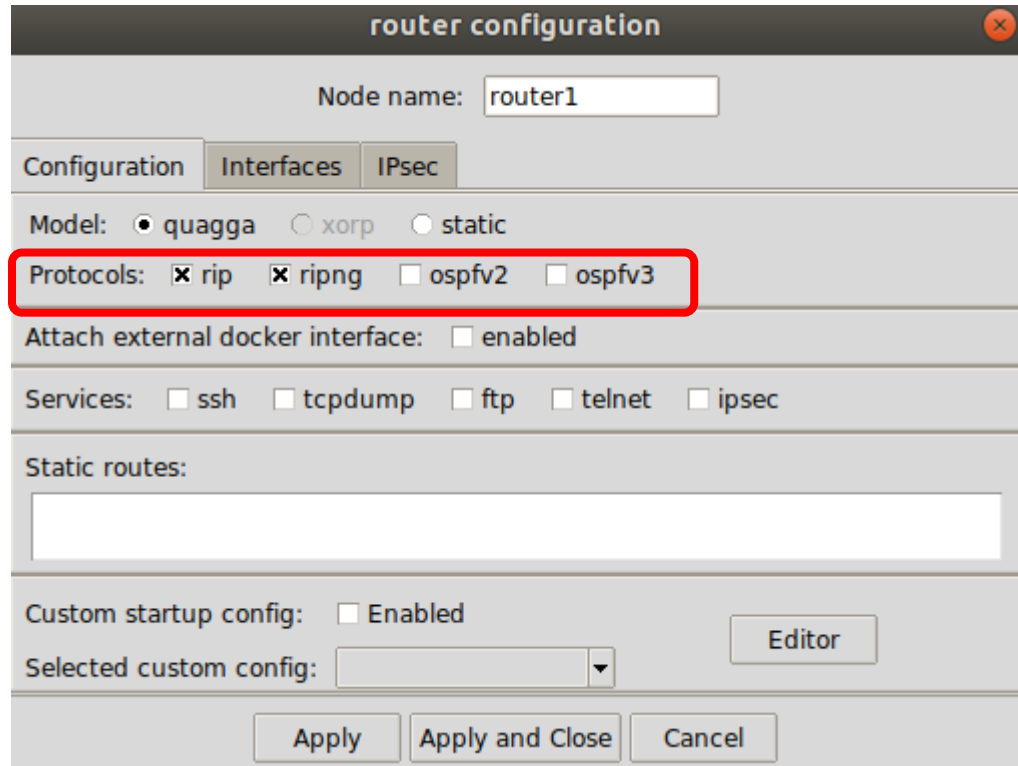 router configuration
Node name: router1
Configuration Interfaces IPsec
Model: quagga xorp static
Protocols: rip ripng ospfv2 ospfv3
Attach external docker interface: enabled
Services: ssh tcpdump ftp telnet ipsec
Static routes:
Custom startup config: Enabled
Editor
Selected custom config:
Apply Apply and Close Cancel